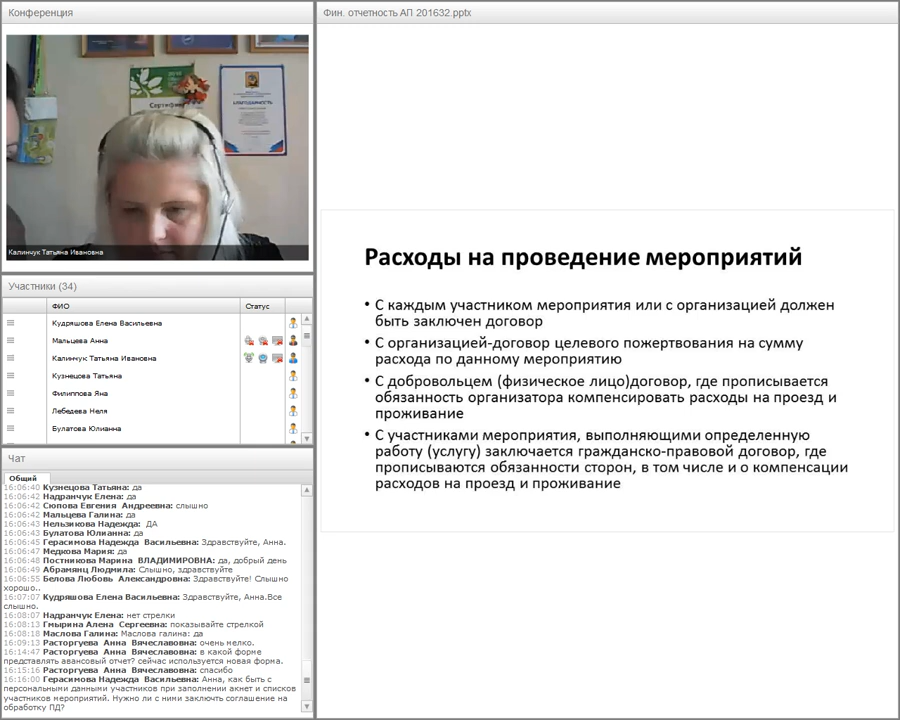 Конференция
Сертифик
БЛАГОДАРНОСТЬ
Калинчук Татьяна Ивановна
Участники (34)
ФИО
Статус
Кудряшова Елена Васильевна
Мальцева Анна
Калинчук Татьяна Ивановна
Кузнецова Татьяна
Филиппова Яна
Лебедева Неля
Булатова Юлианна
Чат
Общий
16:06:40 Кузнецова Татьяна: да
16:06:42 Надранчук Елена: да
16:06:42 Сюпова Евгения Андреевна: слышно
16:06:42 Мальцева Галина: да
16:06:43 Нельзикова Надежда: ДА
16:06:43 Булатова Юлианна: да
16:06:45 Герасимова Надежда Васильевна: Здравствуйте, Анна.
16:06:47 Медкова Мария: да
16:06:48 Постникова Марина ВЛАДИМИРОВНА: да, добрый день
16:06:49 Абрамянц Людмила: Слышно, здравствуйте
16:06:55 Белова Любовь Александровна: Здравствуйте! Слышно
хорошо..
16:07:07 Кудряшова Елена Васильевна: Здравствуйте, Анна.Все
слышно.
16:08:07 Надранчук Елена: нет стрелки
16:08:13 Гмырина Алена Сергеевна: показывайте стрелкой
16:08:18 Маслова Галина: Маслова галина: да
16:09:13 Расторгуева Анна Вячеславовна: очень мелко.
16:14:47 Расторгуева Анна Вячеславовна: в какой форме
представлять авансовый отчет? сейчас используется новая форма.
16:15:16 Расторгуева Анна Вячеславовна: спасибо
16:16:00 Герасимова Надежда Васильевна: Анна, как быть с
персональными данными участников при заполнении акнет и списков
участников мероприятий. Нужно ли с ними заключть соглашение на
обработку ПД?
Фин. отчетность АП 201632.pptx
Расходы на проведение мероприятий
• С каждым участником мероприятия или с организацией должен
быть заключен договор
• С организацией-договор целевого пожертвования на сумму
расхода по данному мероприятию
• С добровольцем (физическое лицо)договор, где прописывается
обязанность организатора компенсировать расходы на проезд и
проживание
• С участниками мероприятия, выполняющими определенную
работу (услугу) заключается гражданско-правовой договор, где
прописываются обязанности сторон, в том числе и о компенсации
расходов на проезд и проживание